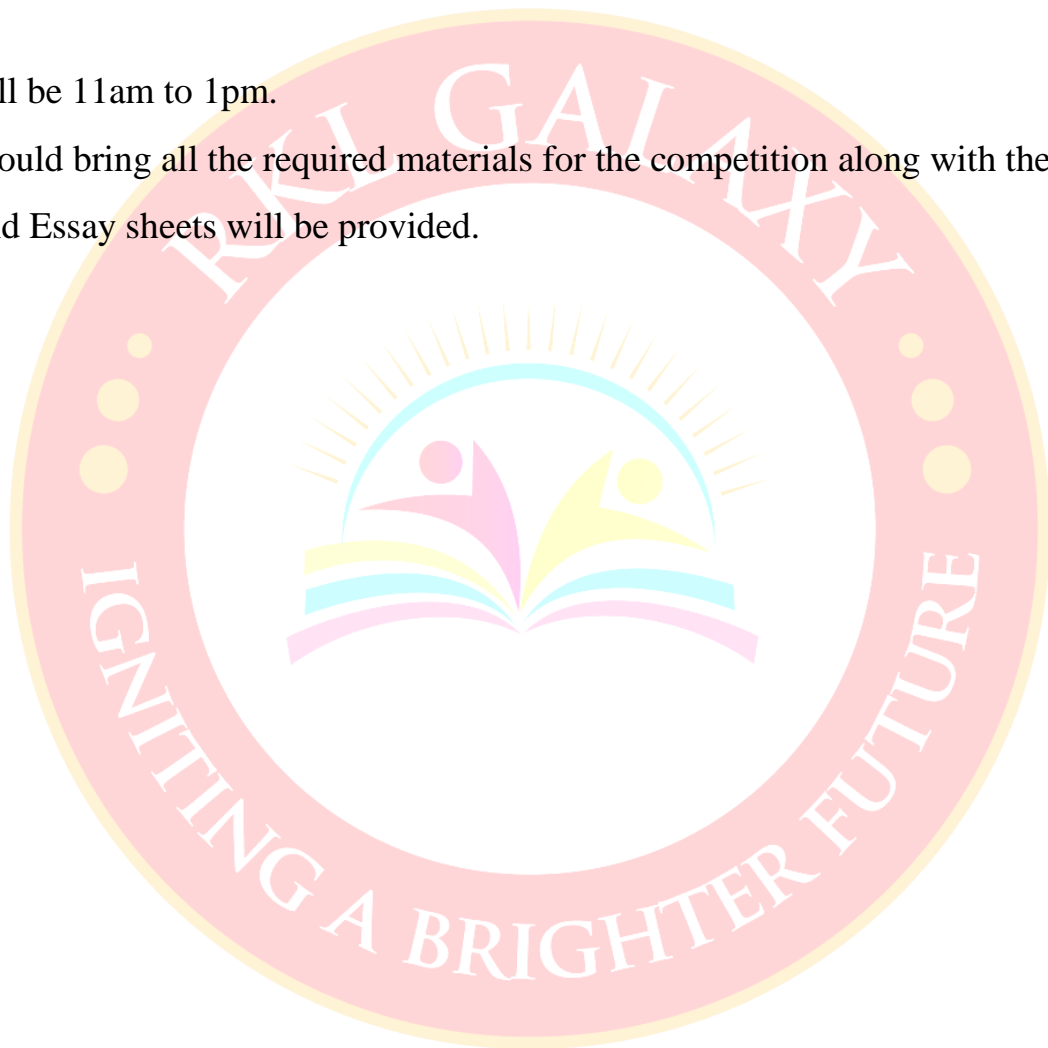 ll be 11am to 1pm.
ould bring all the required materials for the competition along with the
d Essay sheets will be provided.
RKL GALAXY
IGNITING A BRIGHTER FUTURE